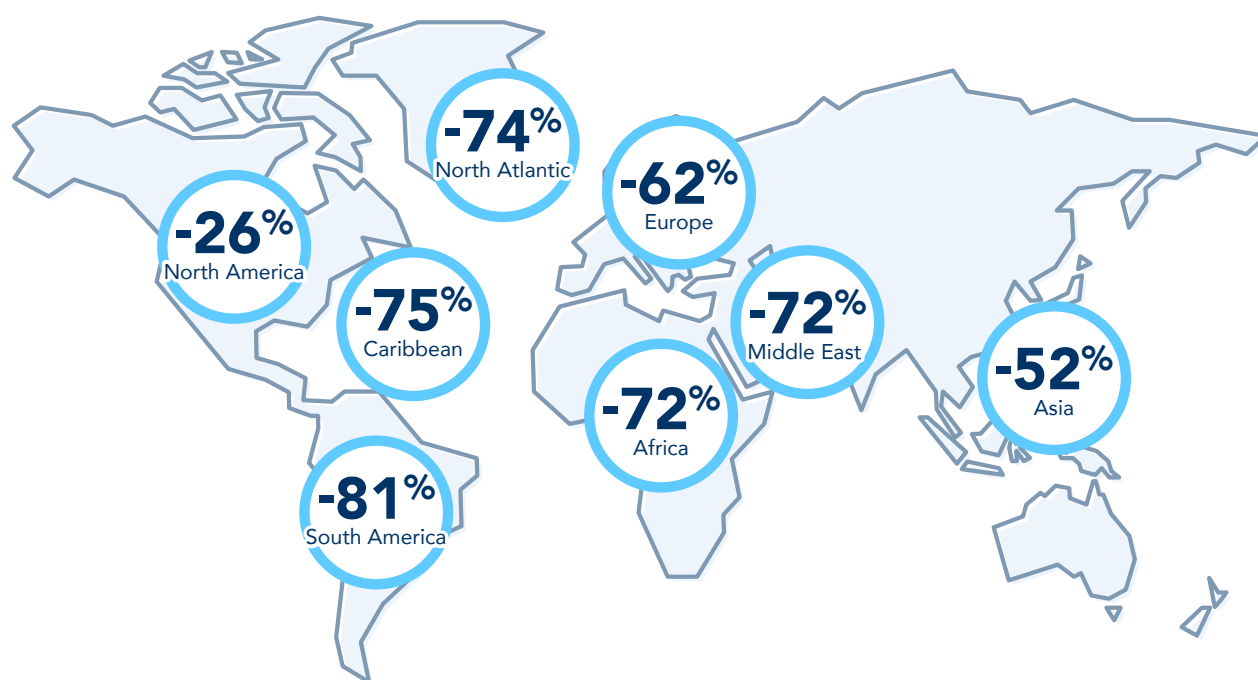 -74%
North Atlantic
-62%
Europe
-26%
North America
-75%
Caribbean
-72%
Middle East
-52%
Asia
-72%
Africa
-81%
South America